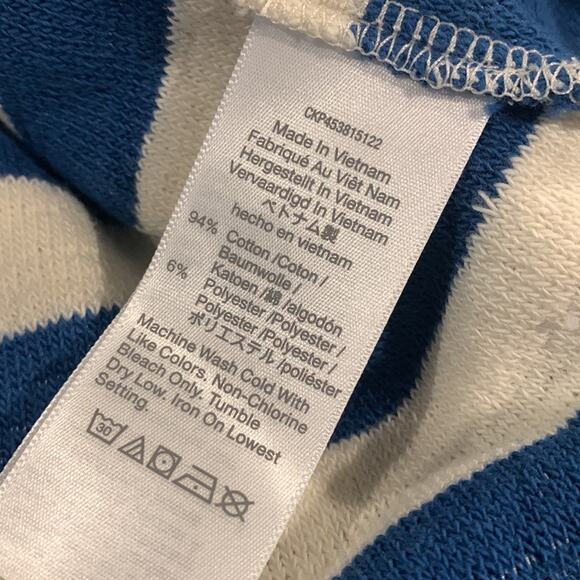 CKP453815122
Made In Vietnam
Fabriqué Au Viêt Nam
Hergestellt In Vietnam
Vervaardigd In Vietnam
ベトナム製
hecho en vietnam
94% Cotton /Coton /
Baumwolle /
Katoen /綿 /algodón
6% Polyester /Polyester /
Polyester /Polyester /
ポリエステル /poliéster
Machine Wash Cold With
Like Colors, Non-Chlorine
Bleach Only. Tumble
Dry Low. Iron On Lowest
Setting.
30